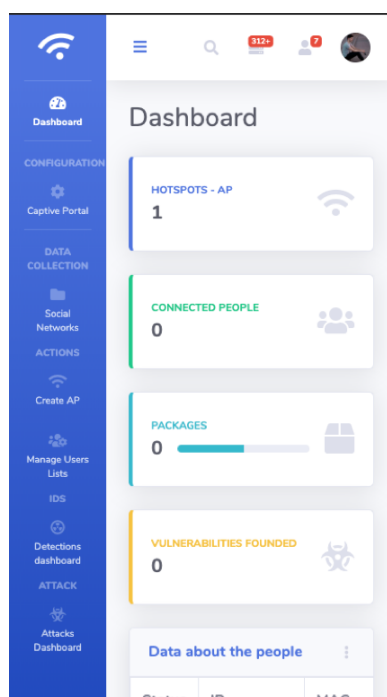 312+
7
Dashboard
CONFIGURATION
Captive Portal
DATA
COLLECTION
Social
Networks
ACTIONS
Create AP
Manage Users
Lists
IDS
Detections
dashboard
ATTACK
Attacks
Dashboard
Dashboard
HOTSPOTS - AP
1
CONNECTED PEOPLE
0
PACKAGES
0
VULNERABILITIES FOUNDED
0
Data about the people